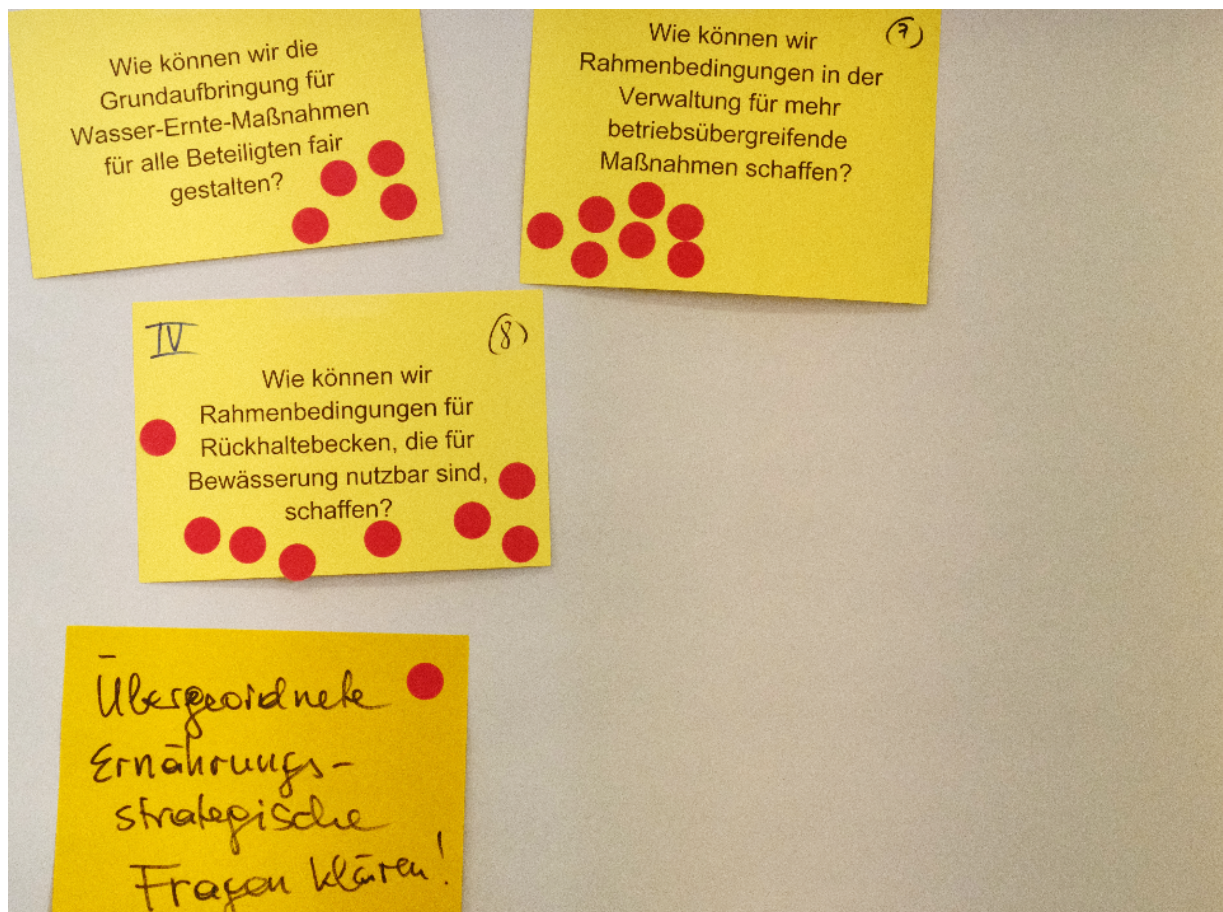 Wie können wir die
Grundaufbringung für
Wasser-Ernte-Maßnahmen
für alle Beteiligten fair
gestalten?
(7)
Wie können wir
Rahmenbedingungen in der
Verwaltung für mehr
betriebsübergreifende
Maßnahmen schaffen?
IV
(8)
Wie können wir
Rahmenbedingungen für
Rückhaltebecken, die für
Bewässerung nutzbar sind,
schaffen?
Übergeordnete
Ernährungs-
strategische
Fragen klären!